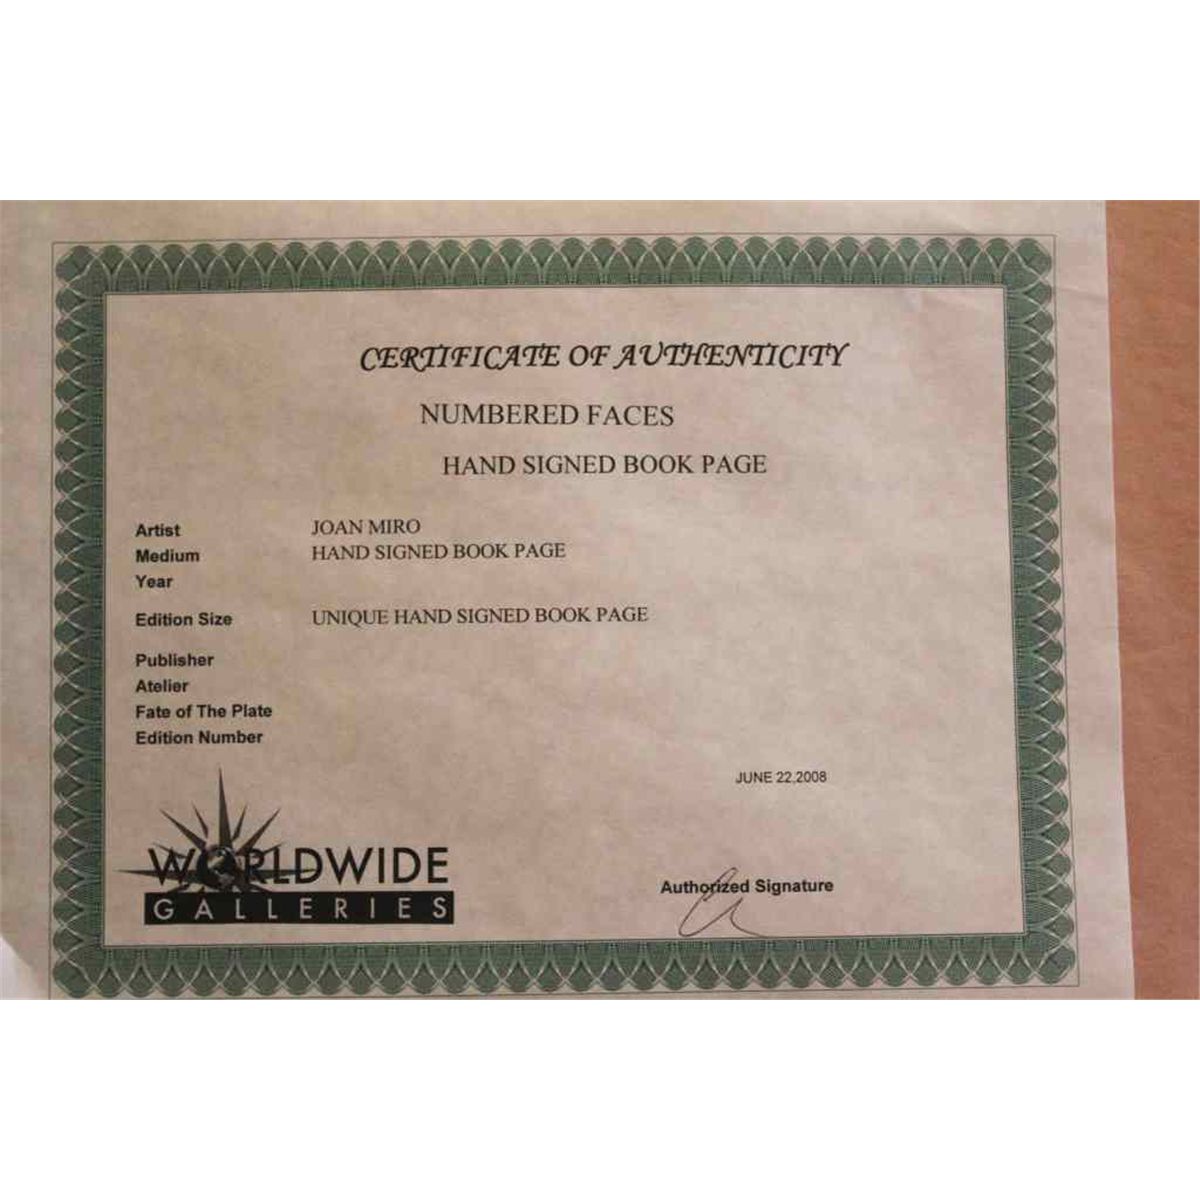 CERTIFICATE OF AUTHENTICITY
NUMBERED FACES
HAND SIGNED BOOK PAGE
Artist JOAN MIRO
Medium HAND SIGNED BOOK PAGE
Year
Edition Size UNIQUE HAND SIGNED BOOK PAGE
Publisher
Atelier
Fate of The Plate
Edition Number
JUNE 22,2008
WORLDWIDE
GALLERIES
Authorized Signature